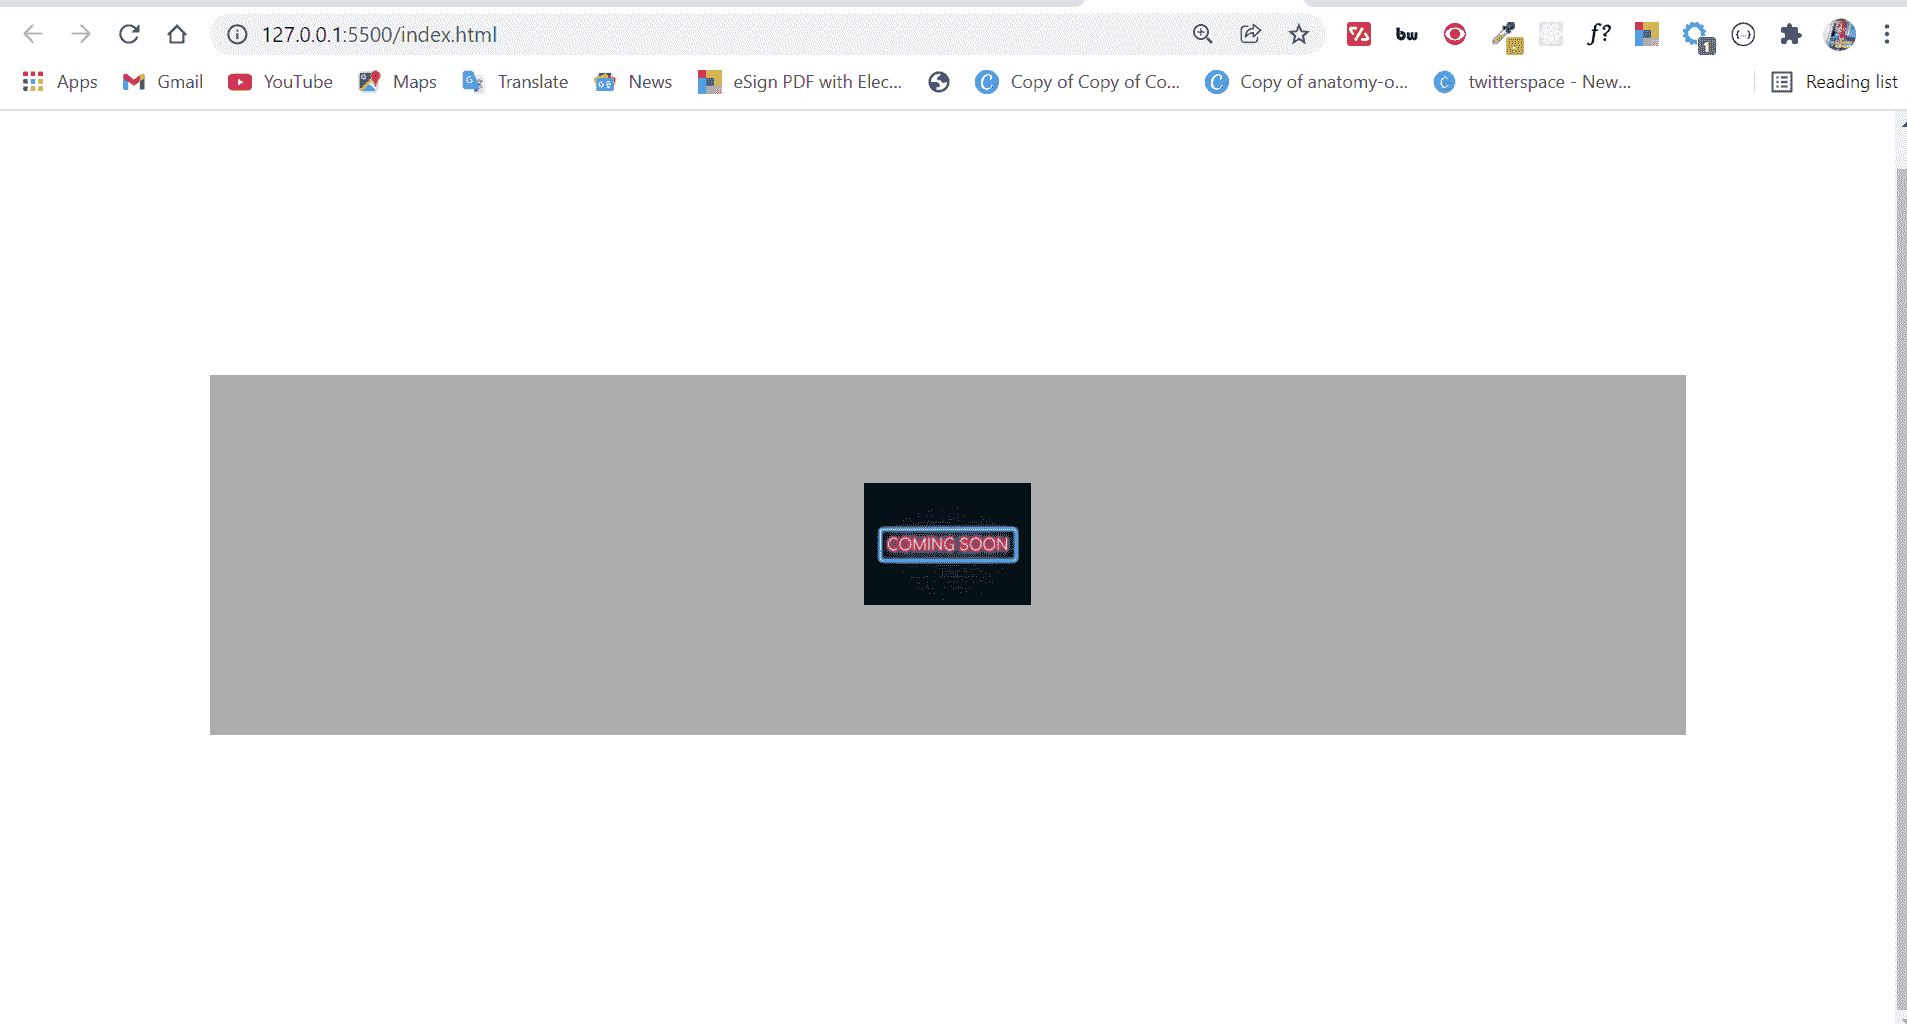 127.0.0.1:5500/index.html
bw
f?
1
Apps
Gmail
YouTube
Maps
Translate
News
eSign PDF with Elec...
Copy of Copy of Co...
Copy of anatomy-o...
twitterspace - New...
Reading list
COMING SOON